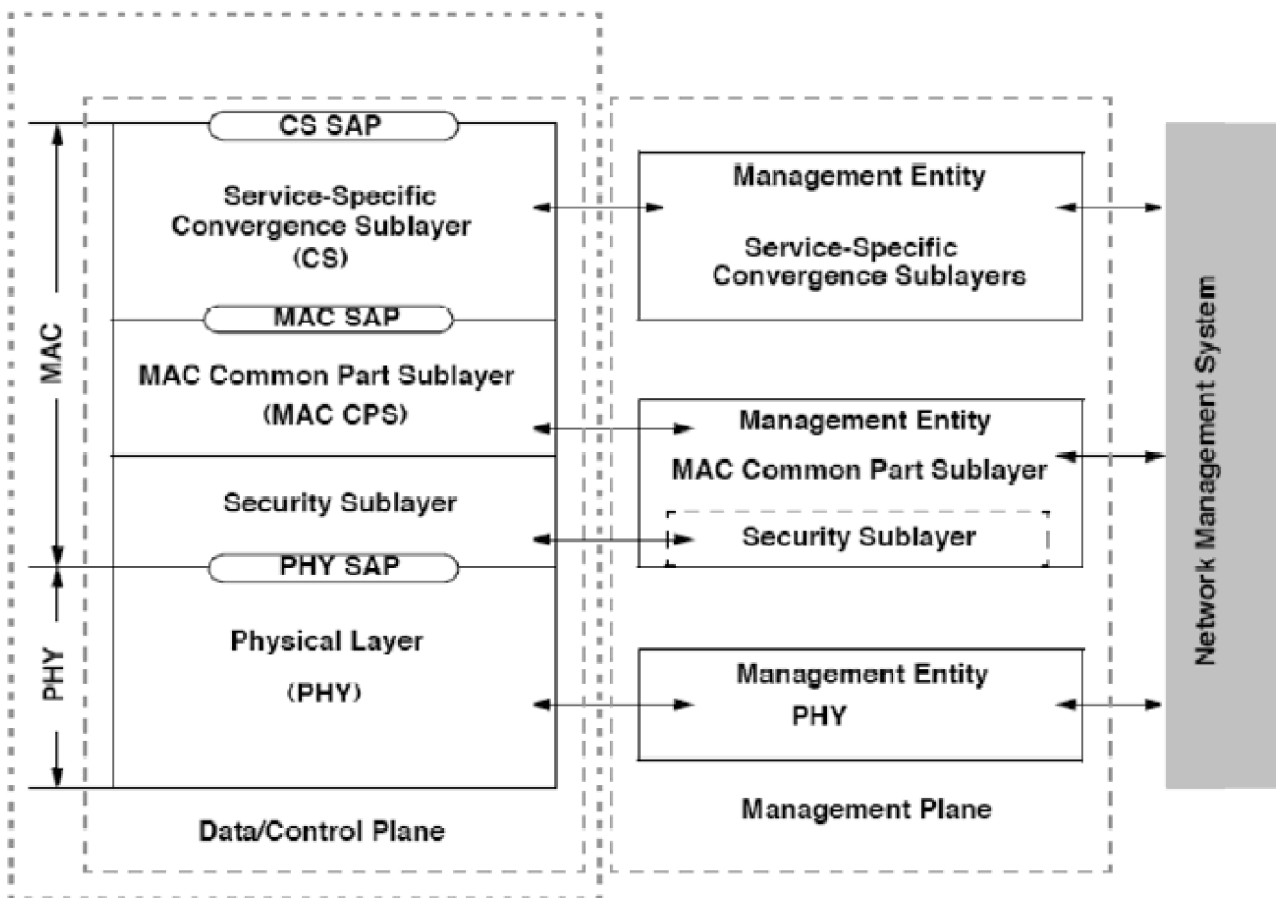 CS SAP
Service-Specific
Convergence Sublayer
(CS)
MAC SAP
MAC Common Part Sublayer
(MAC CPS)
Security Sublayer
PHY SAP
Physical Layer
(PHY)
Data/Control Plane
MAC
PHY
Management Entity
Service-Specific
Convergence Sublayers
Management Entity
MAC Common Part Sublayer
Security Sublayer
Management Entity
PHY
Management Plane
Network Management System